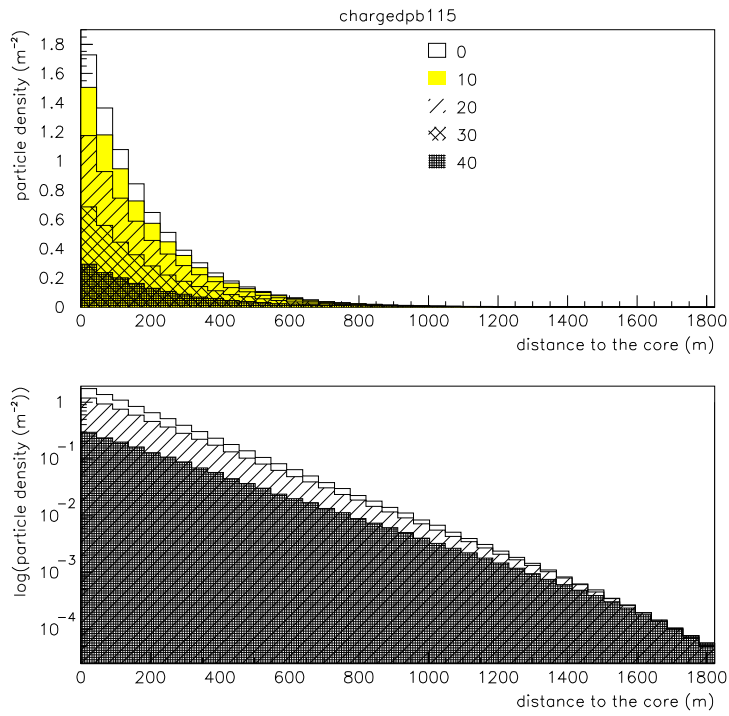 chargedpb115
particle density (m⁻²)
1.8
1.6
1.4
1.2
1
0.8
0.6
0.4
0.2
0
0
10
20
30
40
0 200 400 600 800 1000 1200 1400 1600 1800
distance to the core (m)
log(particle density (m⁻²))
1
10⁻¹
10⁻²
10⁻³
10⁻⁴
0 200 400 600 800 1000 1200 1400 1600 1800
distance to the core (m)